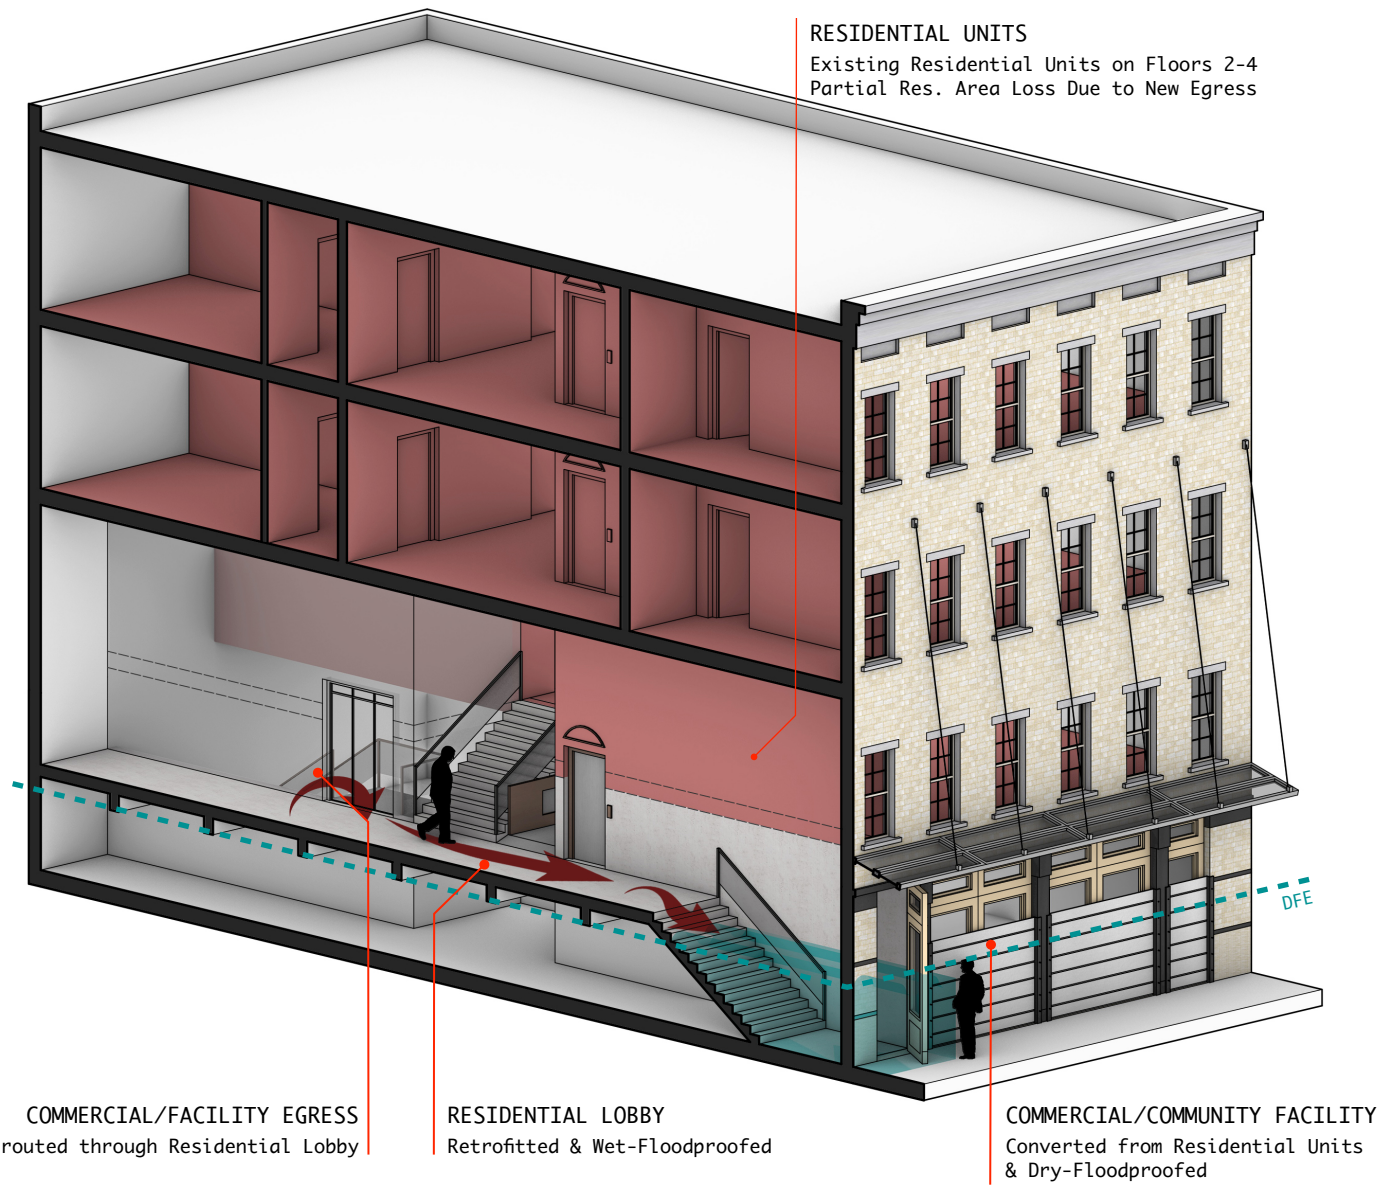 RESIDENTIAL UNITS
Existing Residential Units on Floors 2-4
Partial Res. Area Loss Due to New Egress
DFE
COMMERCIAL/FACILITY EGRESS
routed through Residential Lobby
RESIDENTIAL LOBBY
Retrofitted & Wet-Floodproofed
COMMERCIAL/COMMUNITY FACILITY
Converted from Residential Units
& Dry-Floodproofed